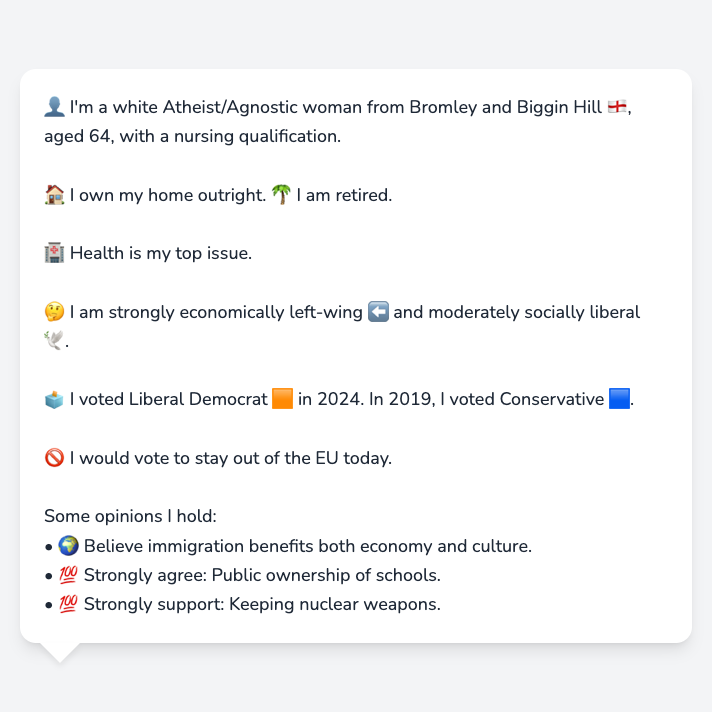 👤 I'm a white Atheist/Agnostic woman from Bromley and Biggin Hill 🏴󠁧󠁢󠁥󠁮󠁧󠁿,
aged 64, with a nursing qualification.
🏠 I own my home outright. 🌴 I am retired.
🏥 Health is my top issue.
🤔 I am strongly economically left-wing ⬅️ and moderately socially liberal
🕊️.
🗳️ I voted Liberal Democrat 🟧 in 2024. In 2019, I voted Conservative 🟦.
🚫 I would vote to stay out of the EU today.
Some opinions I hold:
• 🌍 Believe immigration benefits both economy and culture.
• 💯 Strongly agree: Public ownership of schools.
• 💯 Strongly support: Keeping nuclear weapons.